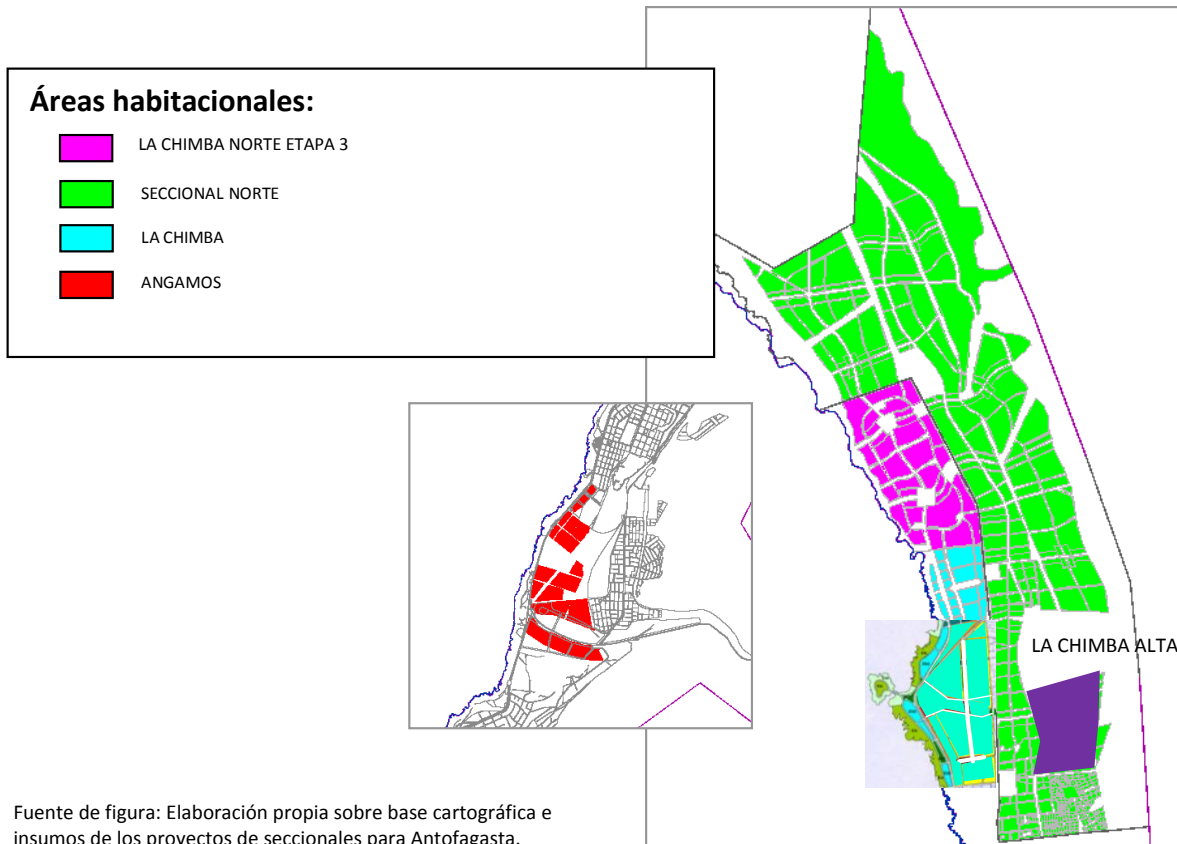 Áreas habitacionales:
LA CHIMBA NORTE ETAPA 3
SECCIONAL NORTE
LA CHIMBA
ANGAMOS
LA CHIMBA ALTA
Fuente de figura: Elaboración propia sobre base cartográfica e
insumos de los proyectos de seccionales para Antofagasta.